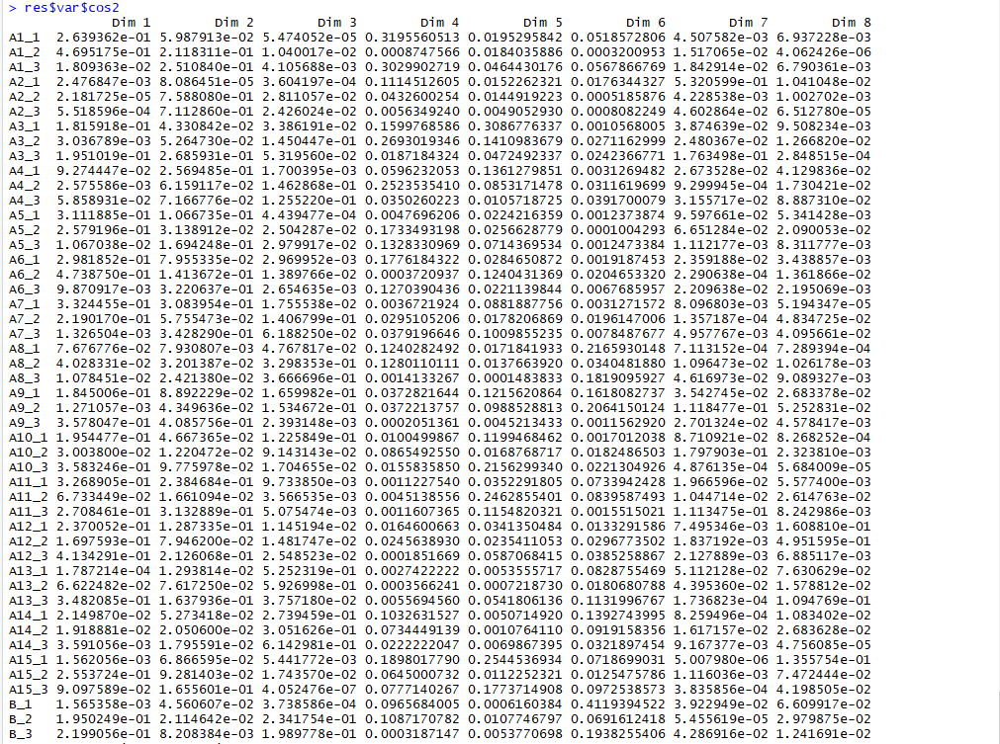 > res$var$cos2
Dim 1 Dim 2 Dim 3 Dim 4 Dim 5 Dim 6 Dim 7 Dim 8
A1_1 2.639362e-01 5.987913e-02 5.474052e-05 0.3195560513 0.0195295842 0.0518572806 4.507582e-03 6.937228e-03
A1_2 4.695175e-01 2.118311e-01 1.040017e-02 0.0008747566 0.0184035886 0.0003200953 1.517065e-02 4.062426e-06
A1_3 1.809363e-02 2.510840e-01 4.105688e-03 0.3029902719 0.0464430176 0.0567866769 1.842914e-02 6.790361e-03
A2_1 2.476847e-03 8.086451e-05 3.604197e-04 0.1114512605 0.0152262321 0.0176344327 5.320599e-01 1.041048e-02
A2_2 2.181725e-05 7.588080e-01 2.811057e-02 0.0432600254 0.0144919223 0.0005185876 4.228538e-03 1.002703e-02
A2_3 5.518596e-04 7.112860e-01 2.426024e-02 0.0056349240 0.0049052930 0.0008082249 4.602864e-02 6.512780e-05
A3_1 1.815918e-01 4.330842e-02 3.386191e-02 0.1599768586 0.3086776337 0.0010568005 3.874639e-02 9.508234e-03
A3_2 3.036789e-03 5.264730e-02 1.450447e-01 0.2693019346 0.1410983679 0.0271162999 2.480367e-02 1.266820e-02
A3_3 1.951019e-01 2.685931e-01 5.319560e-02 0.0187184324 0.0472492337 0.0242366771 1.763498e-01 2.848515e-04
A4_1 9.274447e-02 2.569485e-01 1.700395e-03 0.0596232053 0.1361279851 0.0031269482 2.673528e-02 4.129836e-02
A4_2 2.575586e-03 6.159117e-02 1.462868e-01 0.2523535410 0.0853171478 0.0311619699 9.299945e-04 1.730421e-02
A4_3 5.858931e-02 7.166776e-02 1.255220e-01 0.0350260223 0.0105718725 0.0391700079 3.155717e-02 8.887310e-02
A5_1 3.111885e-01 1.066735e-01 4.439477e-04 0.0047696206 0.0224216359 0.0012373874 9.597661e-02 5.341428e-03
A5_2 2.579196e-01 3.138912e-02 2.504287e-02 0.1733493198 0.0256628779 0.0001004293 6.651284e-02 2.090053e-02
A5_3 1.067038e-02 1.694248e-01 2.979917e-02 0.1328330969 0.0714369534 0.0012473384 1.112177e-03 8.311777e-03
A6_1 2.981852e-01 7.955335e-02 2.969952e-03 0.1776184322 0.0284650872 0.0019187453 2.359188e-02 3.438857e-03
A6_2 4.738750e-01 1.413672e-01 1.389766e-02 0.0003720937 0.1240431369 0.0204653320 2.290638e-04 1.361866e-02
A6_3 9.870917e-03 3.220637e-01 2.654635e-03 0.1270390436 0.0221139844 0.0067685957 2.209638e-02 2.195069e-03
A7_1 3.324455e-01 3.083954e-01 1.755538e-02 0.0036721924 0.0881887756 0.0031271572 8.096803e-03 5.194347e-05
A7_2 2.190170e-01 5.755473e-02 1.406799e-01 0.0295105206 0.0178206869 0.0196147006 1.357187e-04 4.834725e-02
A7_3 1.326504e-03 3.428290e-01 6.188250e-02 0.0379196646 0.1009855235 0.0078487677 4.957767e-03 4.095661e-02
A8_1 7.676776e-02 7.930807e-03 4.767817e-02 0.1240282492 0.0171841933 0.2165930148 7.113152e-04 7.289394e-04
A8_2 4.028331e-02 3.201387e-02 3.298353e-01 0.1280110111 0.0137663920 0.0340481880 1.096473e-02 1.026178e-03
A8_3 1.078451e-02 2.421380e-02 3.666696e-01 0.0014133267 0.0001483833 0.1819095927 4.616973e-02 9.089327e-03
A9_1 1.845006e-01 8.892229e-02 1.659982e-01 0.0372821644 0.1215620864 0.1618082737 3.542745e-02 2.683378e-02
A9_2 1.271057e-03 4.349636e-02 1.534672e-01 0.0372213757 0.0988528813 0.2064150124 1.118477e-01 5.252831e-02
A9_3 3.578047e-01 4.085756e-01 2.393148e-03 0.0002051361 0.0045213433 0.0011562920 2.701324e-02 4.578417e-03
A10_1 1.954477e-01 4.667365e-02 1.225849e-01 0.0100499867 0.1199468462 0.0017012038 8.710921e-02 8.268252e-04
A10_2 3.003800e-02 1.220472e-02 9.143143e-02 0.0865492550 0.0168768717 0.0182486503 1.797903e-01 2.323810e-03
A10_3 3.583246e-01 9.775978e-02 1.704655e-02 0.0155835850 0.2156299340 0.0221304926 4.876135e-04 5.684009e-05
A11_1 3.268905e-01 2.384684e-01 9.733850e-03 0.0011227540 0.0352291805 0.0733942428 1.966596e-02 5.577400e-03
A11_2 6.733449e-02 1.661094e-02 3.566535e-03 0.0045138556 0.2462855401 0.0839587493 1.044714e-02 2.614763e-02
A11_3 2.708461e-01 3.132889e-01 5.075474e-03 0.0011607365 0.1154820321 0.0015515021 1.113475e-01 8.242986e-03
A12_1 2.370052e-01 1.287335e-01 1.145194e-02 0.0164600663 0.0341350484 0.0133291586 7.495346e-03 1.608810e-01
A12_2 1.697593e-01 7.946200e-02 1.481747e-02 0.0245638930 0.0235411053 0.0296773502 1.837192e-03 4.951595e-01
A12_3 4.134291e-01 2.126068e-01 2.548523e-02 0.0001851669 0.0587068415 0.0385258867 2.127889e-03 6.885117e-03
A13_1 1.787214e-04 1.293814e-02 5.252319e-01 0.0027422222 0.0053555717 0.0828755469 5.112128e-02 7.630629e-02
A13_2 6.622482e-02 7.617250e-02 5.926998e-01 0.0003566241 0.0007218730 0.0180680788 4.395360e-02 1.578812e-02
A13_3 3.482085e-01 1.637936e-01 3.757180e-02 0.0055694560 0.0541806136 0.1131996767 1.736823e-04 1.094769e-01
A14_1 2.149870e-02 5.273418e-02 2.739459e-01 0.1032631527 0.0050714920 0.1392743995 8.259496e-04 1.083402e-02
A14_2 1.918881e-02 2.050600e-02 3.051626e-01 0.0734449139 0.0010764110 0.0919158356 1.617157e-02 2.683628e-02
A14_3 3.591056e-03 1.795591e-02 6.142981e-01 0.0222222047 0.0069867395 0.0321897454 9.167373e-03 4.756085e-05
A15_1 1.562056e-03 6.866595e-02 5.441772e-03 0.1898017790 0.2544536934 0.0718699031 5.007980e-06 1.355754e-01
A15_2 2.553724e-01 9.281403e-02 1.743570e-02 0.0645000732 0.0112252321 0.0125475786 1.116036e-03 7.472444e-02
A15_3 9.097589e-02 1.655601e-01 4.052476e-07 0.0777140267 0.1773714908 0.0972538573 3.835856e-04 4.198505e-02
B_1 1.565358e-03 4.560607e-02 3.738586e-04 0.0965684005 0.0006160384 0.4119394522 3.922949e-02 6.609917e-02
B_2 1.950249e-01 2.114642e-02 2.341754e-01 0.1087170782 0.0107746797 0.0691612418 5.455619e-05 2.979875e-02
B_3 2.199056e-01 8.208384e-03 1.989778e-01 0.0003187147 0.0053770698 0.1938255406 4.286916e-02 1.241691e-02